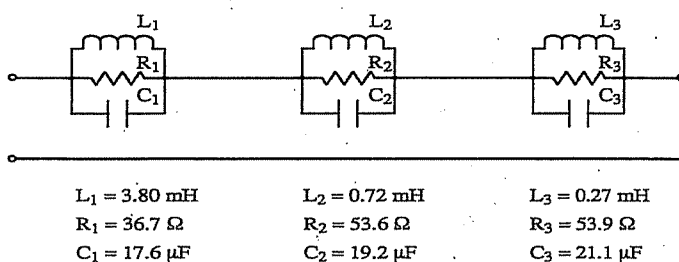 L₁ L₂ L₃
R₁ R₂ R₃
C₁ C₂ C₃
L₁ = 3.80 mH L₂ = 0.72 mH L₃ = 0.27 mH
R₁ = 36.7 Ω R₂ = 53.6 Ω R₃ = 53.9 Ω
C₁ = 17.6 µF C₂ = 19.2 µF C₃ = 21.1 µF